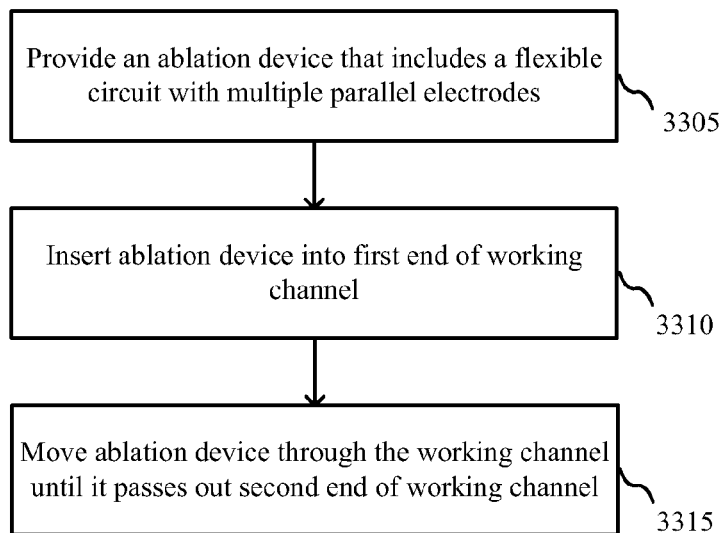 Provide an ablation device that includes a flexible
circuit with multiple parallel electrodes
3305
Insert ablation device into first end of working
channel
3310
Move ablation device through the working channel
until it passes out second end of working channel
3315